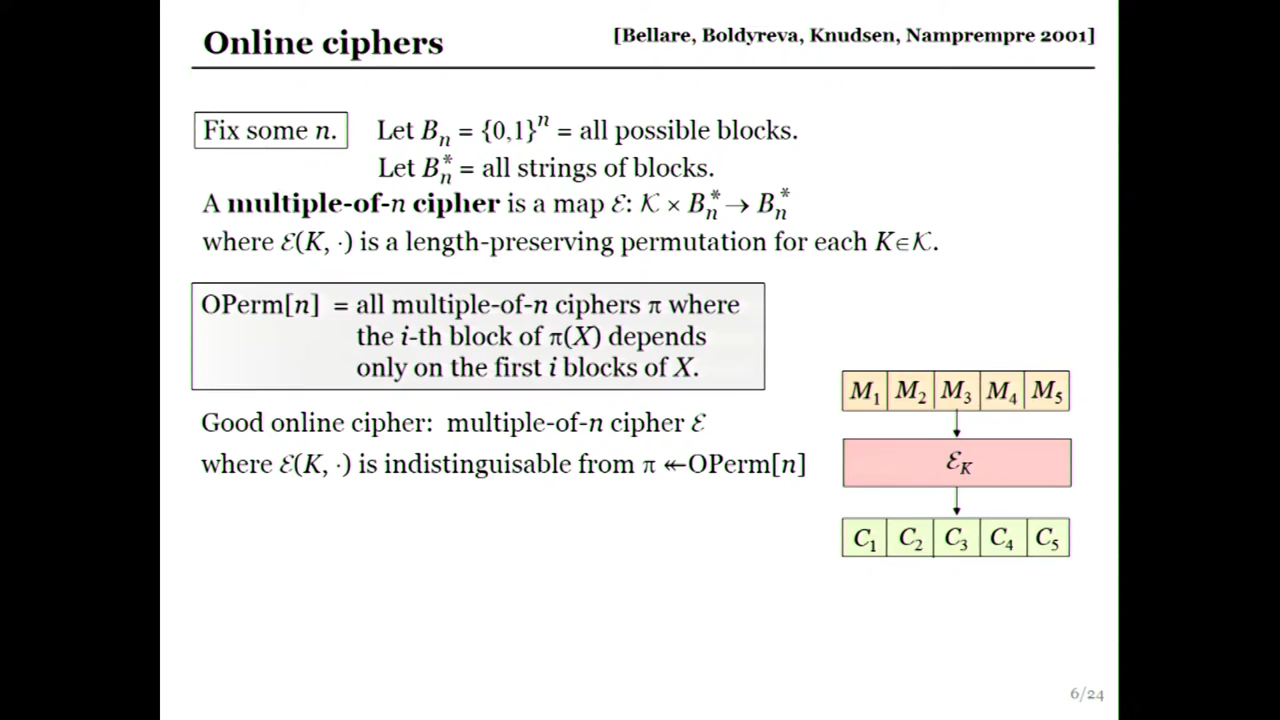 Online ciphers
[Bellare, Boldyreva, Knudsen, Namprempre 2001]
Fix some n.
Let Bₙ = {0,1}ⁿ = all possible blocks.
Let Bₙ* = all strings of blocks.
A multiple-of-n cipher is a map ℰ: 𝒦 × Bₙ* → Bₙ*
where ℰ(K, ·) is a length-preserving permutation for each K∈𝒦.
OPerm[n] = all multiple-of-n ciphers π where
the i-th block of π(X) depends
only on the first i blocks of X.
Good online cipher: multiple-of-n cipher ℰ
where ℰ(K, ·) is indistinguisable from π ↞OPerm[n]
M₁ M₂ M₃ M₄ M₅
ℰ_K
C₁ C₂ C₃ C₄ C₅
6/24